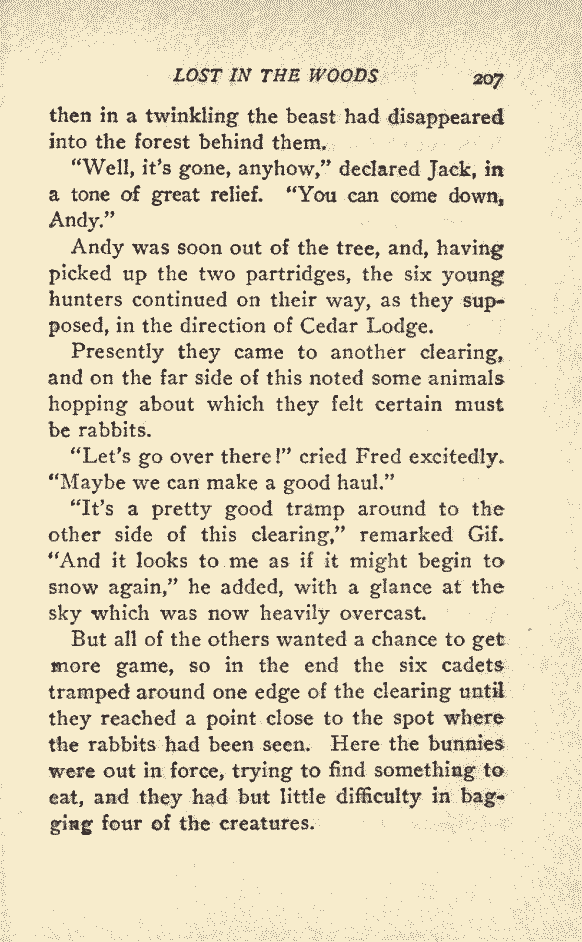 LOST IN THE WOODS 207
then in a twinkling the beast had disappeared
into the forest behind them.
"Well, it's gone, anyhow," declared Jack, in
a tone of great relief. "You can come down,
Andy."
Andy was soon out of the tree, and, having
picked up the two partridges, the six young
hunters continued on their way, as they sup-
posed, in the direction of Cedar Lodge.
Presently they came to another clearing,
and on the far side of this noted some animals
hopping about which they felt certain must
be rabbits.
"Let's go over there!" cried Fred excitedly.
"Maybe we can make a good haul."
"It's a pretty good tramp around to the
other side of this clearing," remarked Gif.
"And it looks to me as if it might begin to
snow again," he added, with a glance at the
sky which was now heavily overcast.
But all of the others wanted a chance to get
more game, so in the end the six cadets
tramped around one edge of the clearing until
they reached a point close to the spot where
the rabbits had been seen. Here the bunnies
were out in force, trying to find something to
eat, and they had but little difficulty in bag-
ging four of the creatures.